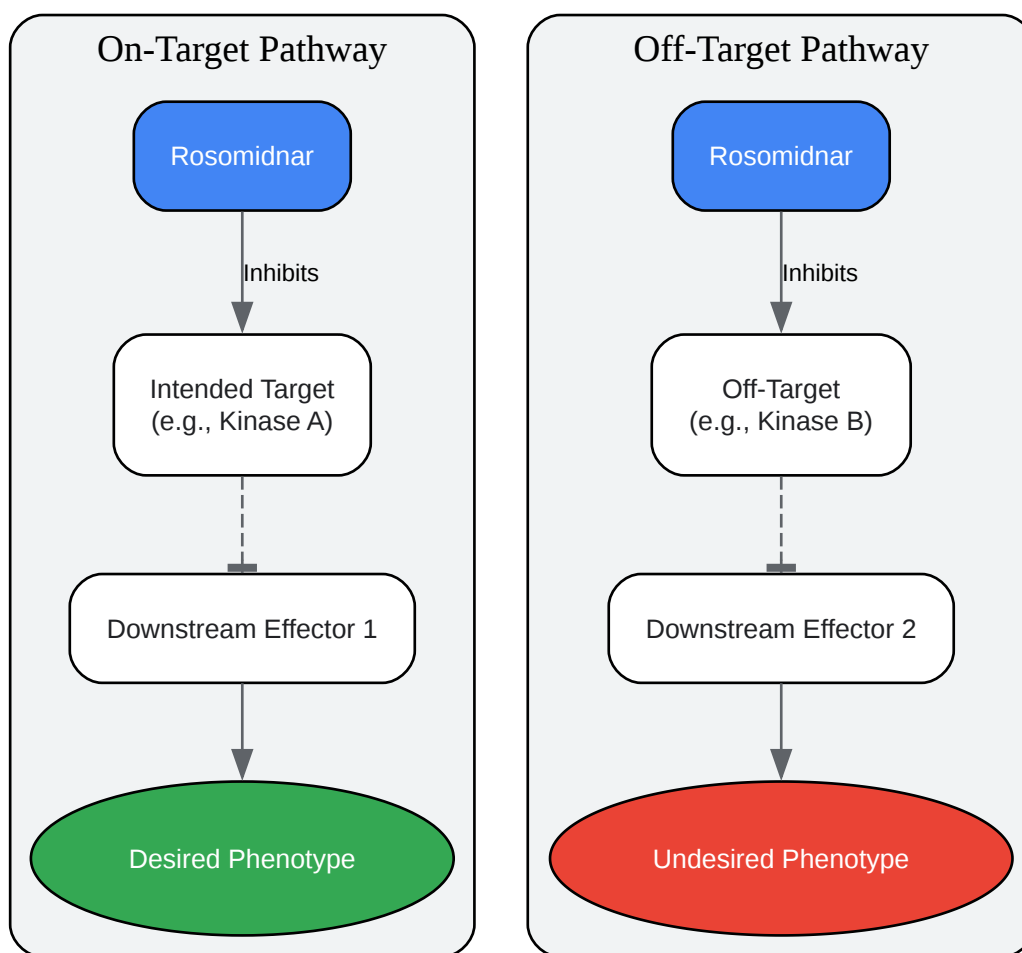 On-Target Pathway
Rosomidnar
Inhibits
Intended Target
(e.g., Kinase A)
Downstream Effector 1
Desired Phenotype
Off-Target Pathway
Rosomidnar
Inhibits
Off-Target
(e.g., Kinase B)
Downstream Effector 2
Undesired Phenotype